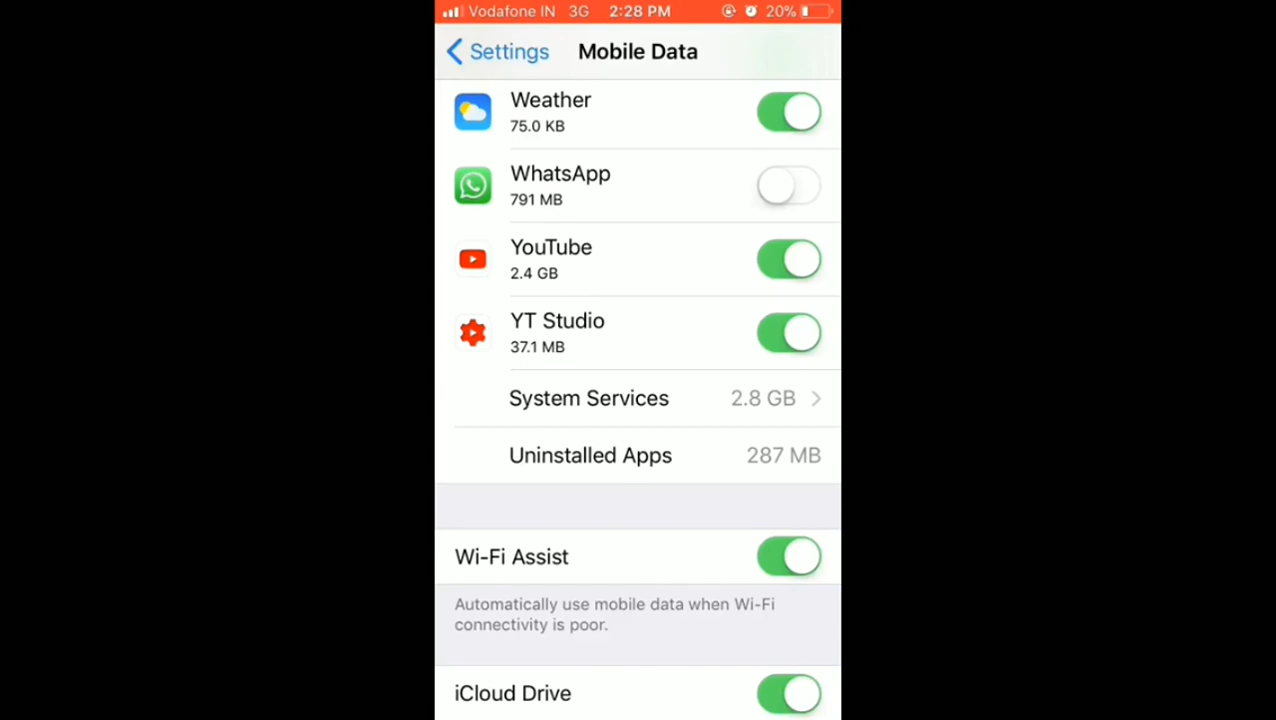 Vodafone IN 3G 2:28 PM 20%
Settings Mobile Data
Weather
75.0 KB
WhatsApp
791 MB
YouTube
2.4 GB
YT Studio
37.1 MB
System Services 2.8 GB
Uninstalled Apps 287 MB
Wi-Fi Assist
Automatically use mobile data when Wi-Fi
connectivity is poor.
iCloud Drive